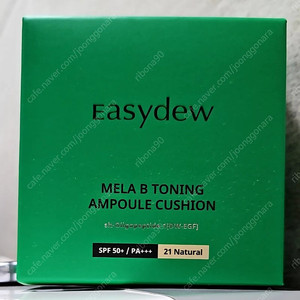 Easydew
MELA B TONING
AMPOULE CUSHION
SPF 50+ / PA+++
21 Natural